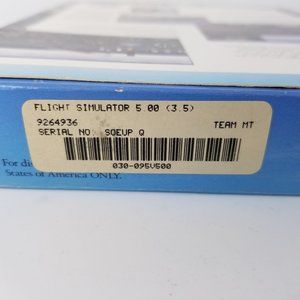 FLIGHT SIMULATOR 5.00 (3.5)
9264936 TEAM MT
SERIAL NO. SOEUP Q
030-095V500
For
States of America ONLY.